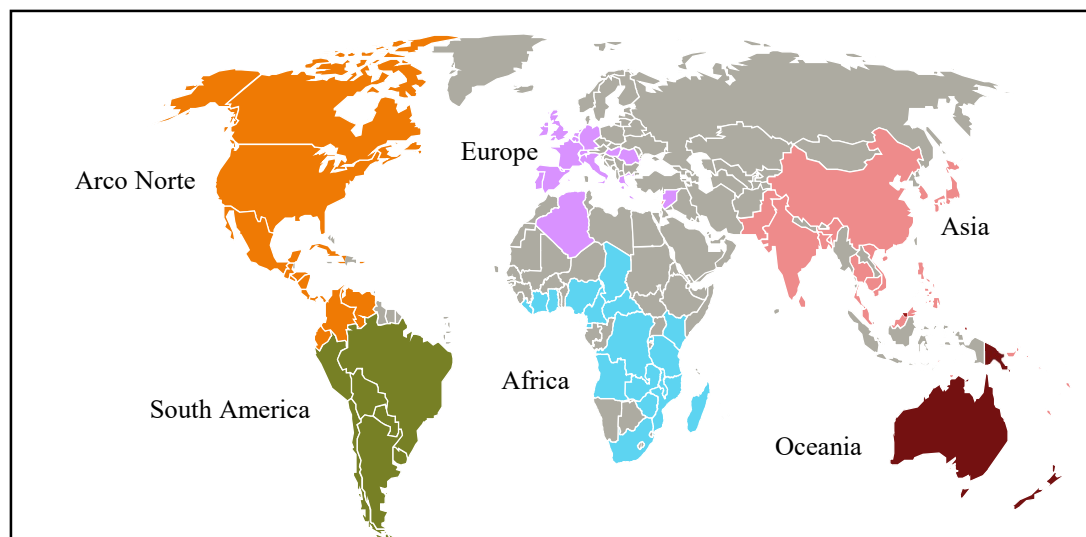 Europe
Arco Norte
Asia
Africa
South America
Oceania